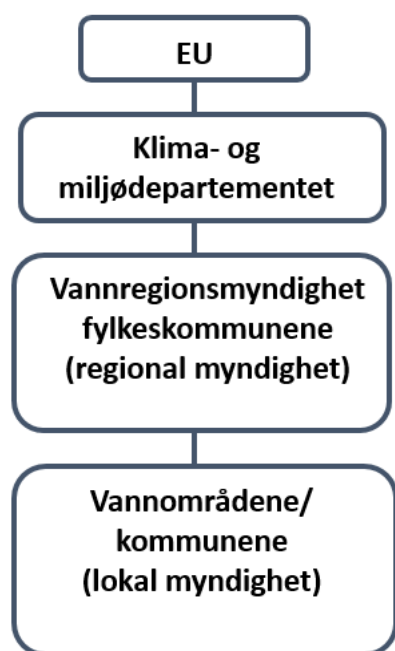 EU
Klima- og
miljødepartementet
Vannregionsmyndighet
fylkeskommunene
(regional myndighet)
Vannområdene/
kommunene
(lokal myndighet)